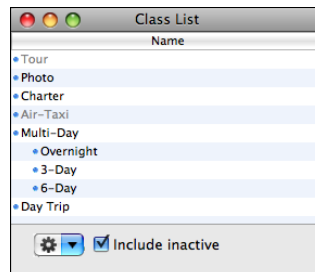 Class List
Name
Tour
Photo
Charter
Air-Taxi
Multi-Day
Overnight
3-Day
6-Day
Day Trip
Include inactive